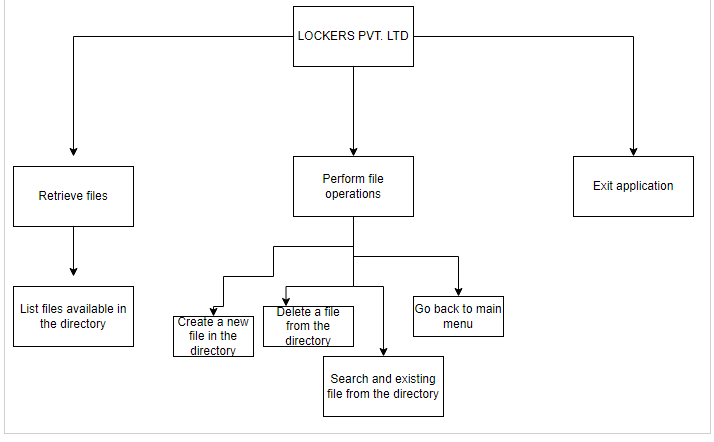 LOCKERS PVT. LTD
Retrieve files
Perform file
operations
Exit application
List files available in
the directory
Create a new
file in the
directory
Delete a file
from the
directory
Go back to main
menu
Search and existing
file from the directory